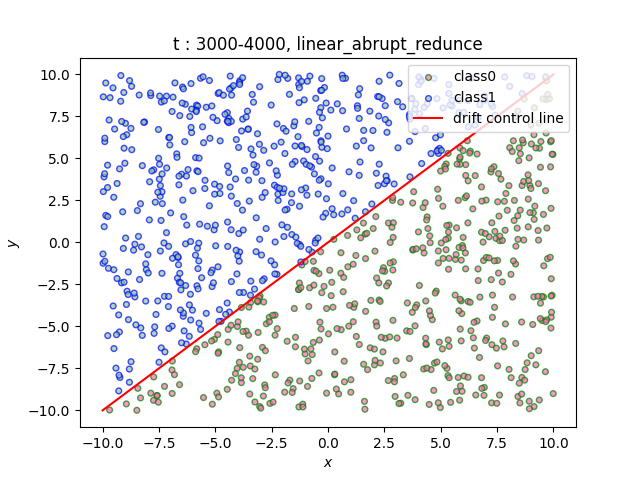 t : 3000-4000, linear_abrupt_redunce
class0
class1
drift control line
10.0
7.5
5.0
2.5
0.0
−2.5
−5.0
−7.5
−10.0
y
−10.0 −7.5 −5.0 −2.5 0.0 2.5 5.0 7.5 10.0
x